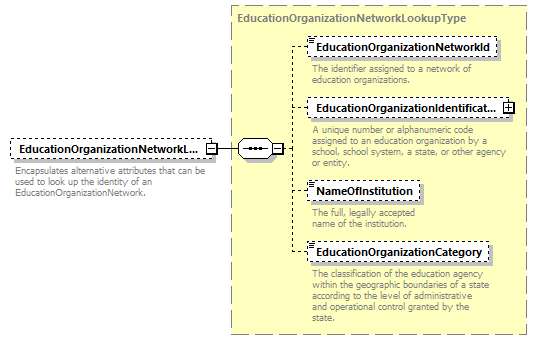 EducationOrganizationNetworkLookupType
EducationOrganizationNetworkId
The identifier assigned to a network of
education organizations.
EducationOrganizationIdentificat...
A unique number or alphanumeric code
assigned to an education organization by a
school, school system, a state, or other agency
or entity.
EducationOrganizationNetworkL...
Encapsulates alternative attributes that can be
used to look up the identity of an
EducationOrganizationNetwork.
NameOfInstitution
The full, legally accepted
name of the institution.
EducationOrganizationCategory
The classification of the education agency
within the geographic boundaries of a state
according to the level of administrative
and operational control granted by the
state.